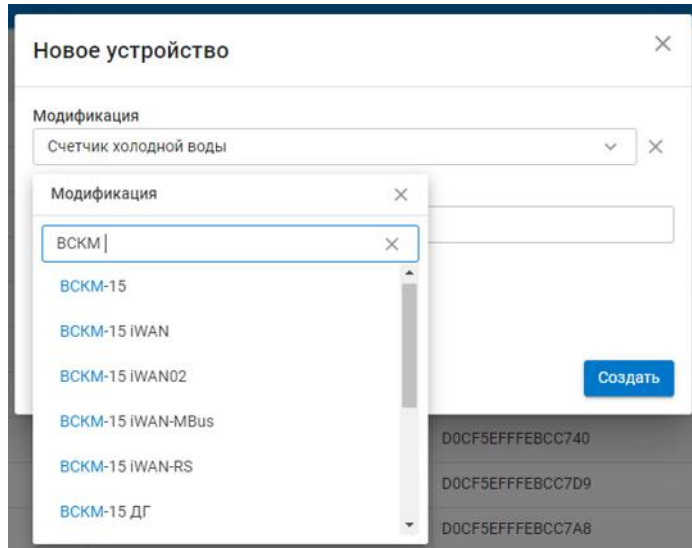 Новое устройство
Модификация
Счетчик холодной воды
Модификация
ВСКМ
ВСКМ-15
ВСКМ-15 iWAN
ВСКМ-15 iWAN02
ВСКМ-15 iWAN-MBus
ВСКМ-15 iWAN-RS
ВСКМ-15 ДГ
Создать
D0CF5EFFFEBCC740
D0CF5EFFFEBCC7D9
D0CF5EFFFEBCC7A8